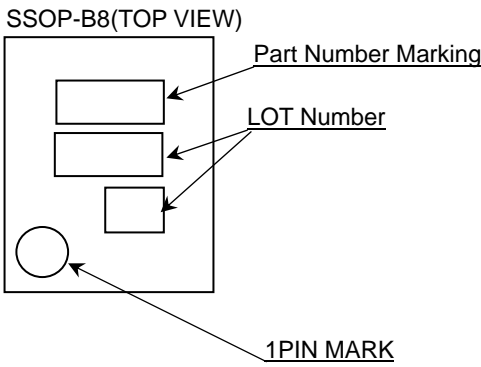 SSOP-B8(TOP VIEW)
Part Number Marking
LOT Number
1PIN MARK